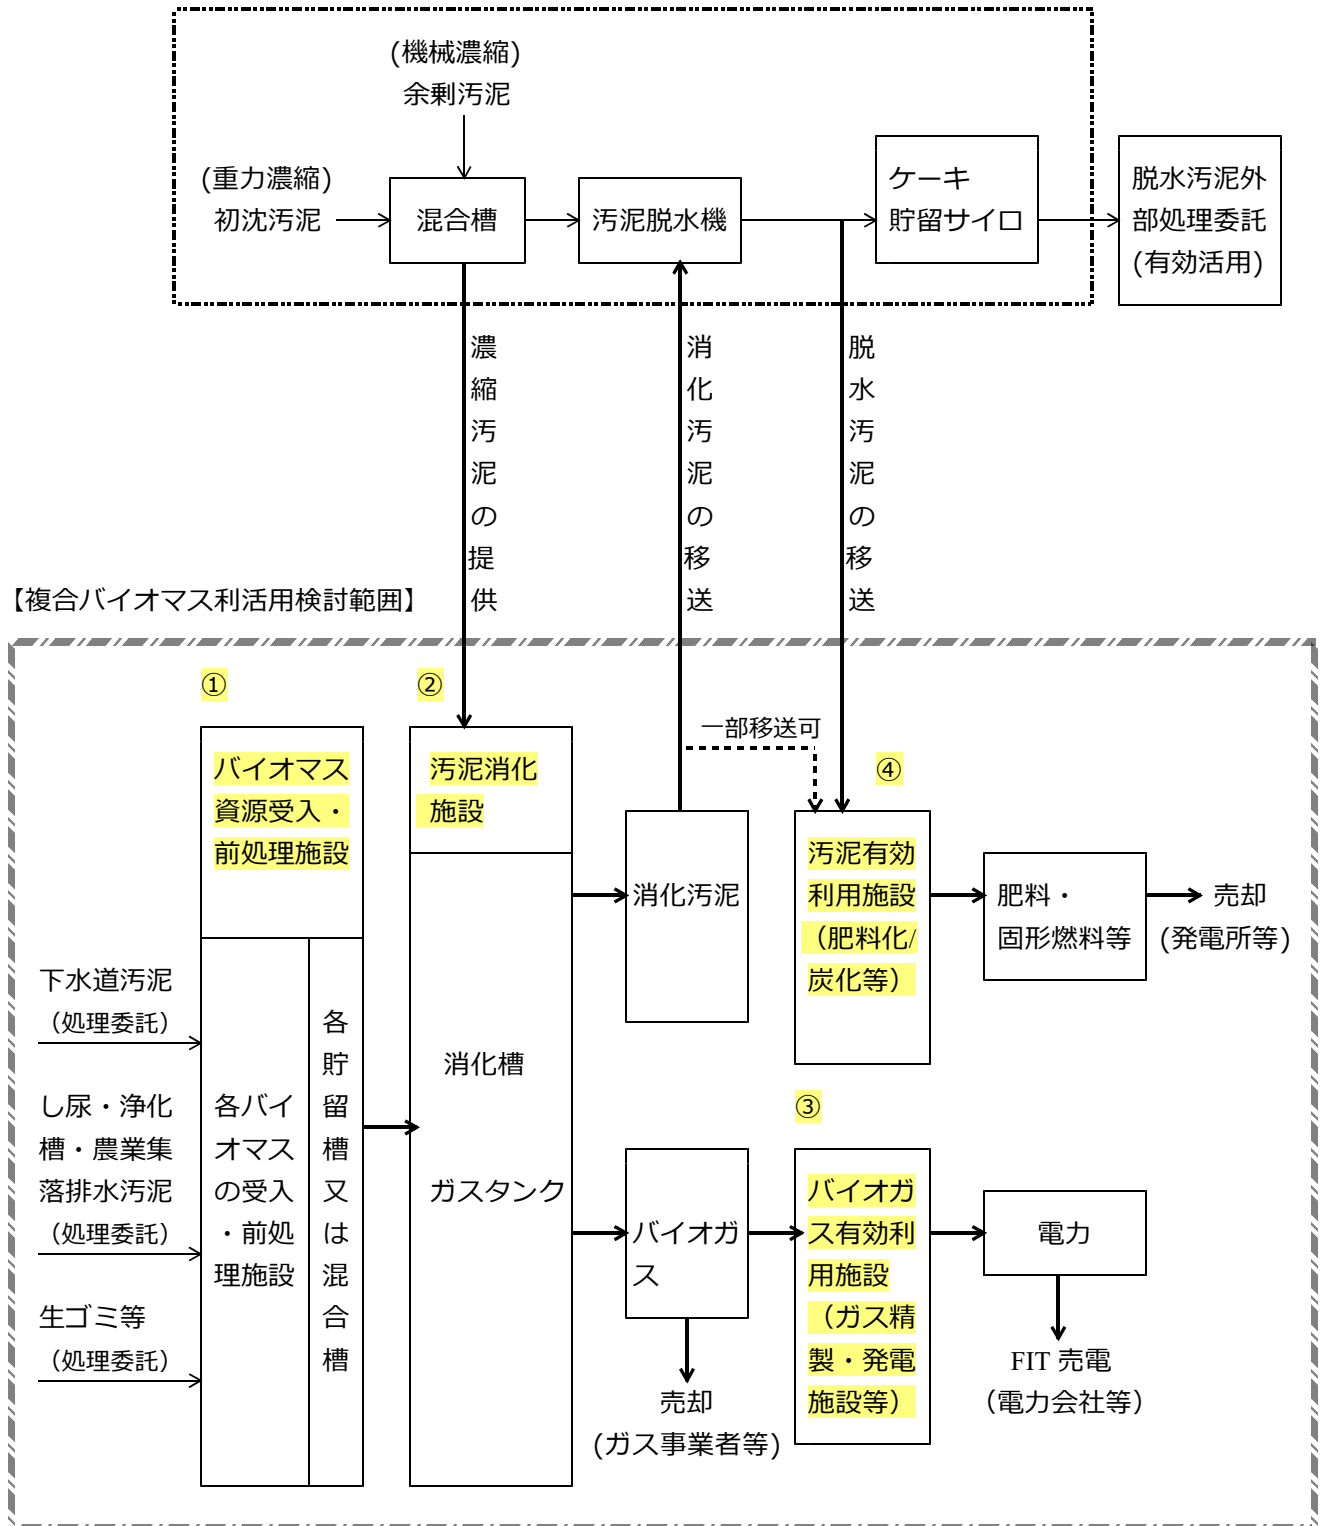 (機械濃縮)
余剰汚泥
(重力濃縮)
初沈汚泥
混合槽
汚泥脱水機
ケーキ
貯留サイロ
脱水汚泥外
部処理委託
(有効活用)
濃縮汚泥の提供
消化汚泥の移送
脱水汚泥の移送
【複合バイオマス利活用検討範囲】
①
バイオマス
資源受入・
前処理施設
②
汚泥消化
施設
一部移送可
④
汚泥有効
利用施設
（肥料化/
炭化等）
消化汚泥
肥料・
固形燃料等
売却
(発電所等)
下水道汚泥
（処理委託）
し尿・浄化
槽・農業集
落排水汚泥
（処理委託）
生ゴミ等
（処理委託）
各バイ
オマス
の受入
・前処
理施設
各貯留槽又は混合槽
消化槽
ガスタンク
③
バイオガ
ス
売却
(ガス事業者等)
バイオガ
ス有効利
用施設
（ガス精
製・発電
施設等）
電力
FIT 売電
（電力会社等）